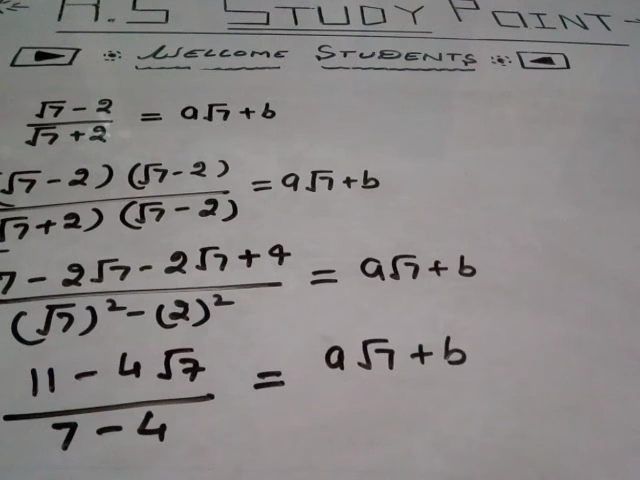 A.S STUDY POINT
WELLCOME STUDENTS
√7 - 2 / √7 + 2 = a√7 + b
(√7 - 2) (√7 - 2) / (√7 + 2) (√7 - 2) = a√7 + b
7 - 2√7 - 2√7 + 4 / (√7)² - (2)² = a√7 + b
11 - 4√7 / 7 - 4 = a√7 + b